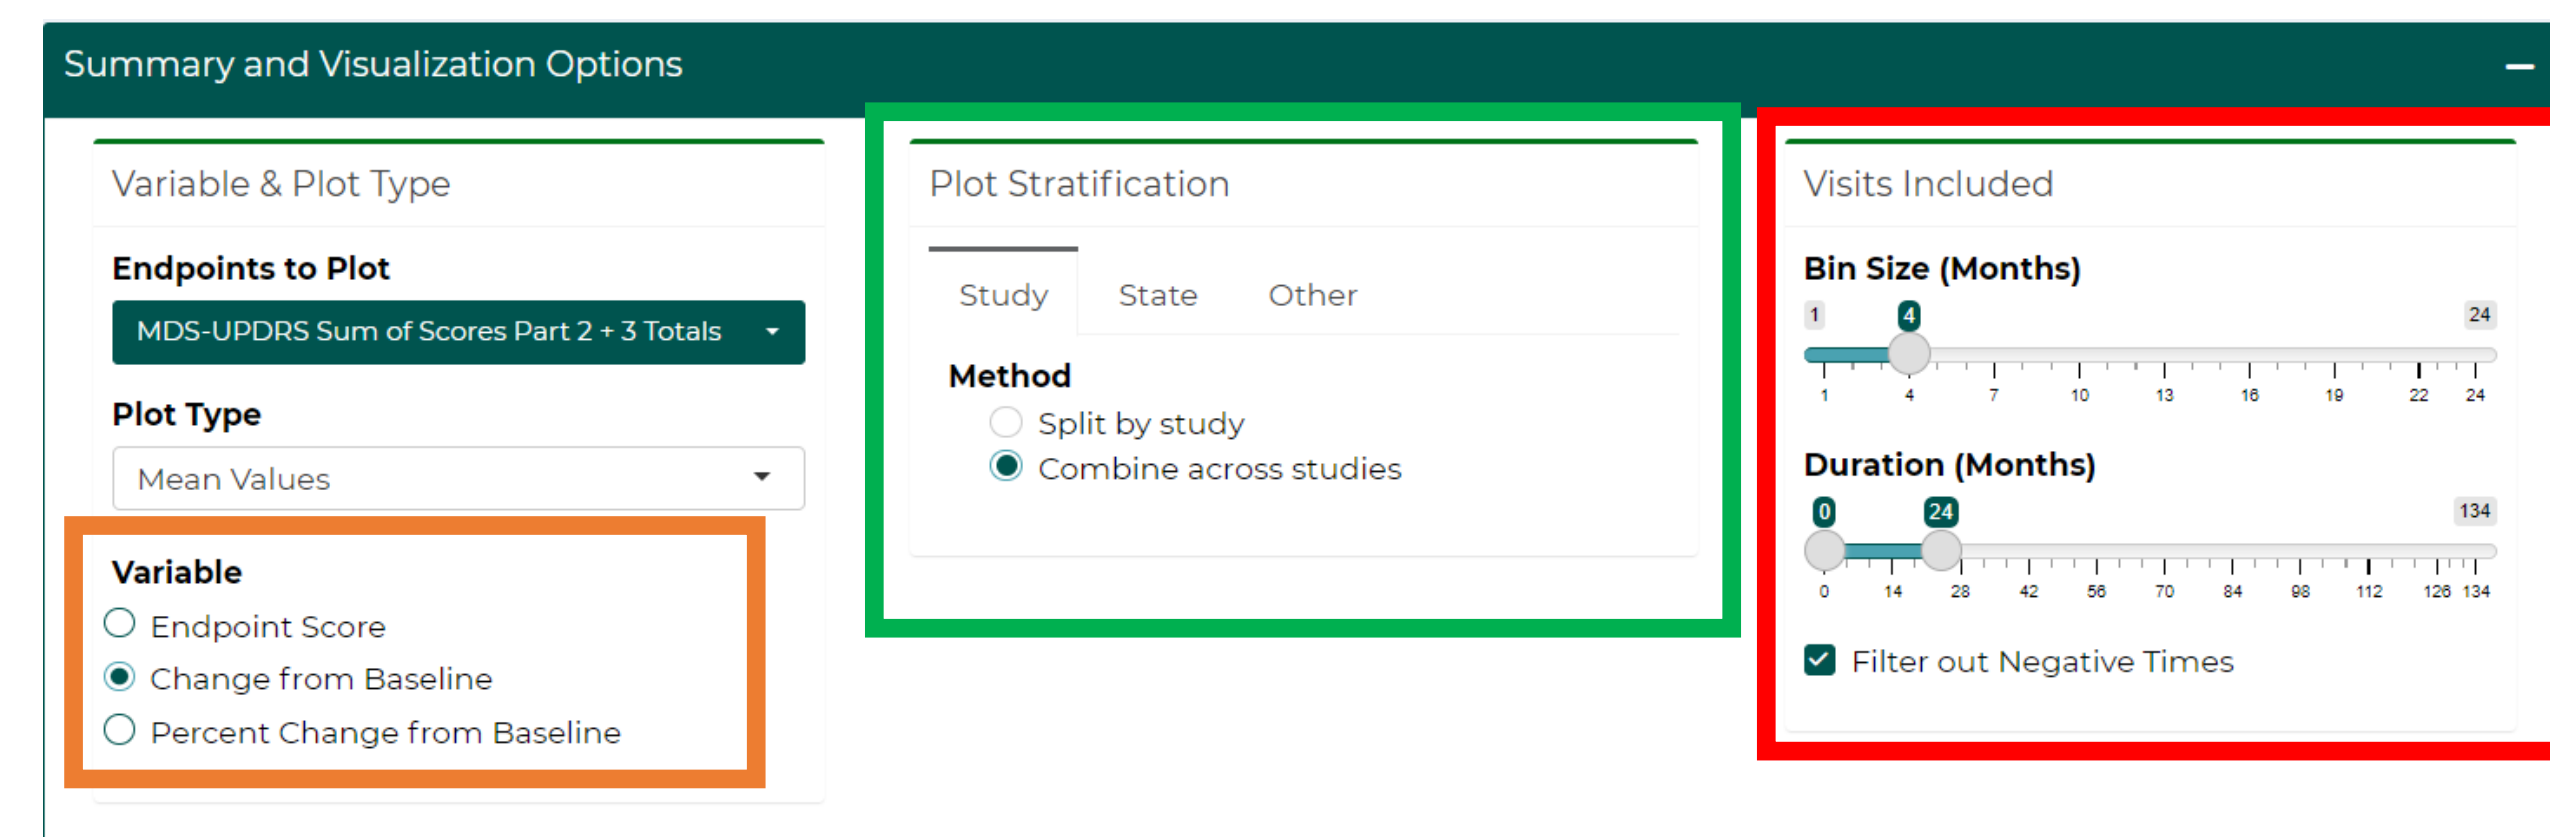 Summary and Visualization Options
Variable & Plot Type
Endpoints to Plot
MDS-UPDRS Sum of Scores Part 2 + 3 Totals
Plot Type
Mean Values
Variable
Endpoint Score
Change from Baseline
Percent Change from Baseline
Plot Stratification
Study State Other
Method
Split by study
Combine across studies
Visits Included
Bin Size (Months)
1 4 24
1 4 7 10 13 16 19 22 24
Duration (Months)
0 24 134
0 14 28 42 56 70 84 98 112 126 134
Filter out Negative Times